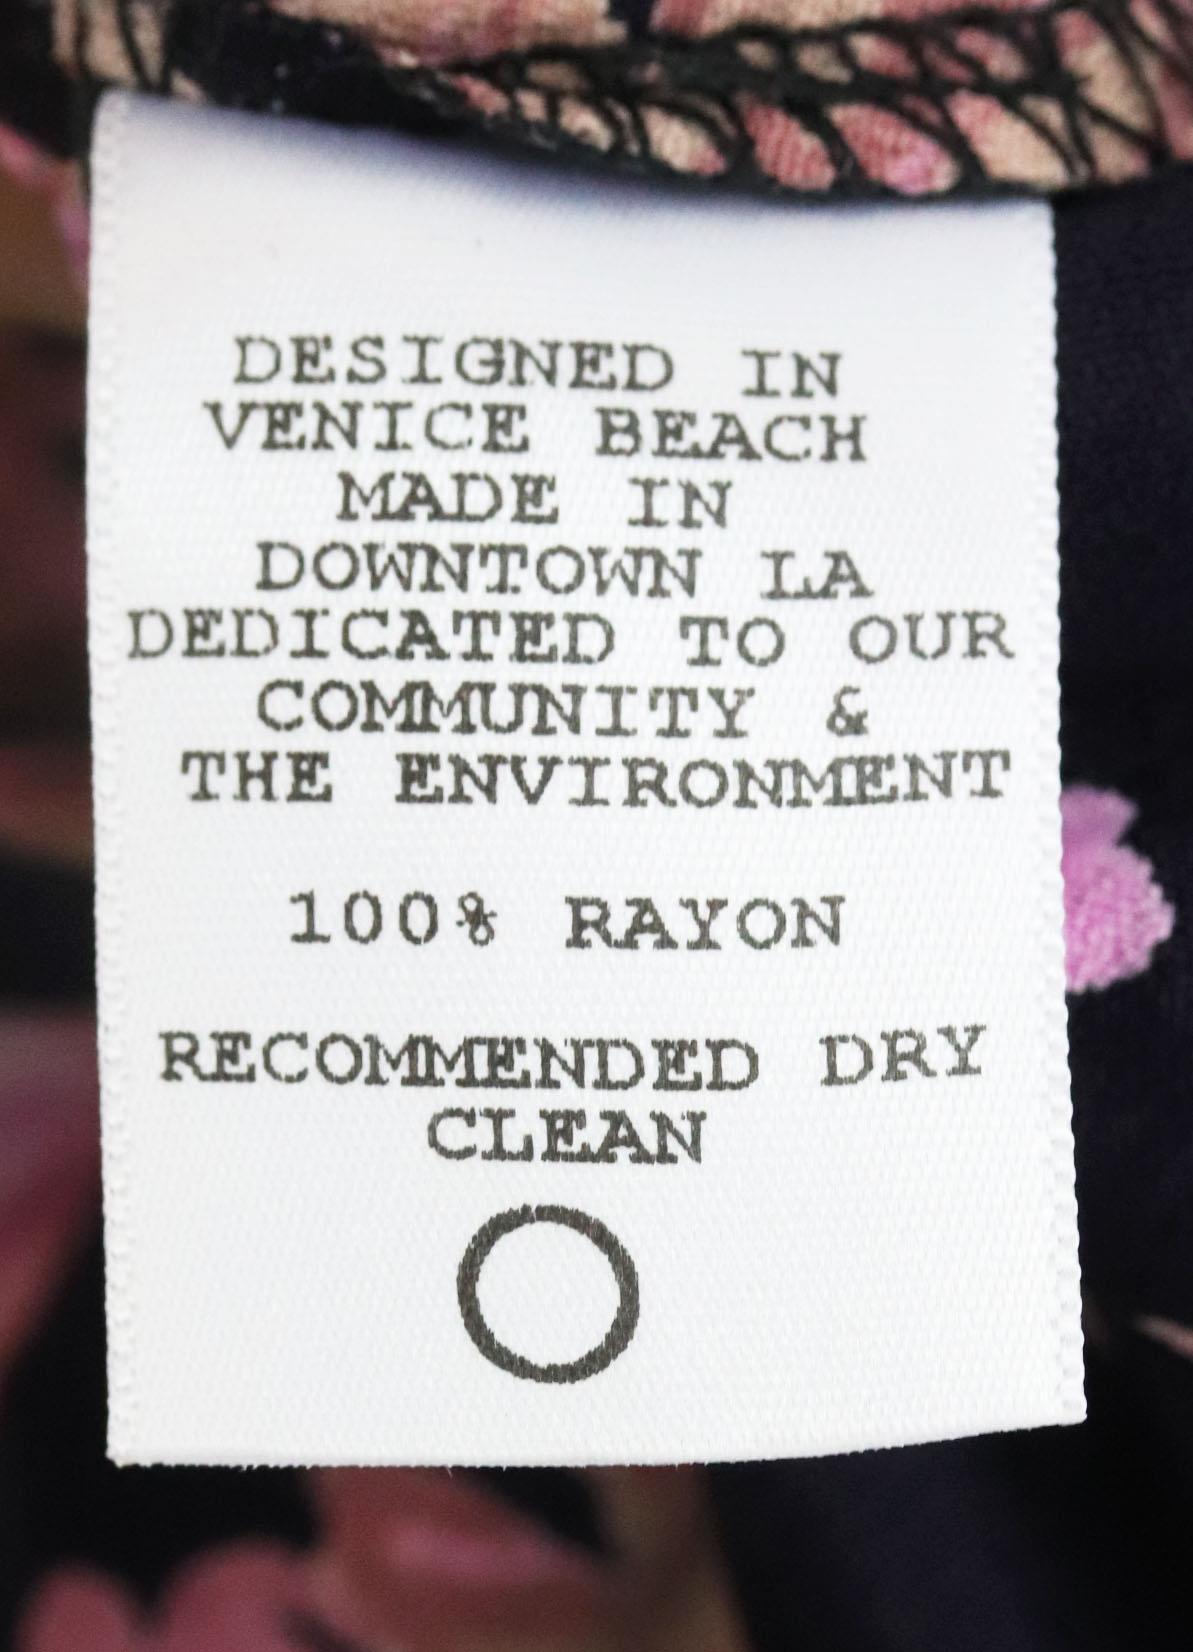 DESIGNED IN
VENICE BEACH
MADE IN
DOWNTOWN LA
DEDICATED TO OUR
COMMUNITY &
THE ENVIRONMENT
100% RAYON
RECOMMENDED DRY
CLEAN